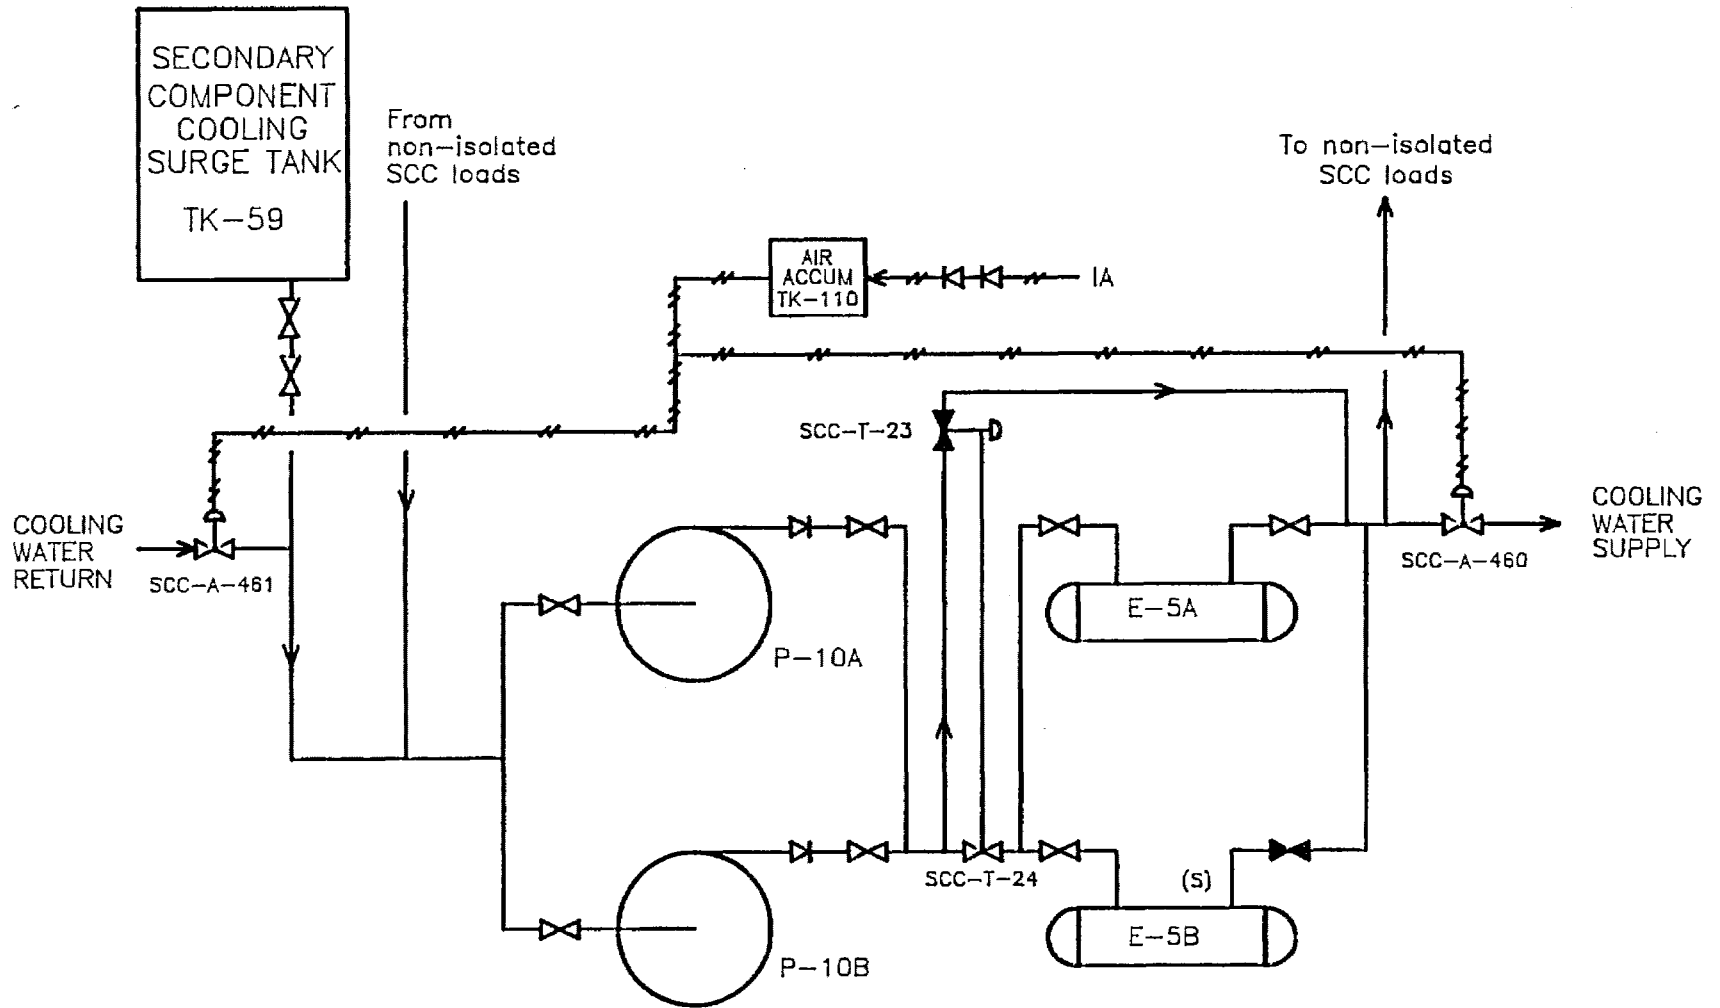 SECONDARY
COMPONENT
COOLING
SURGE TANK
TK-59
From
non-isolated
SCC loads
To non-isolated
SCC loads
AIR
ACCUM
TK-110
IA
SCC-T-23
COOLING
WATER
RETURN
SCC-A-461
COOLING
WATER
SUPPLY
SCC-A-460
E-5A
P-10A
SCC-T-24
(S)
E-5B
P-10B